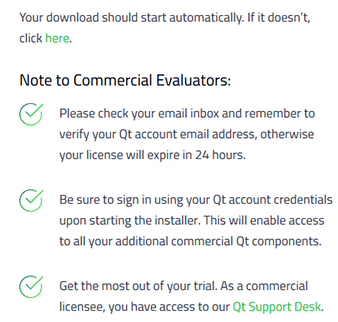 Your download should start automatically. If it doesn't,
click here.
Note to Commercial Evaluators:
Please check your email inbox and remember to
verify your Qt account email address, otherwise
your license will expire in 24 hours.
Be sure to sign in using your Qt account credentials
upon starting the installer. This will enable access
to all your additional commercial Qt components.
Get the most out of your trial. As a commercial
licensee, you have access to our Qt Support Desk.